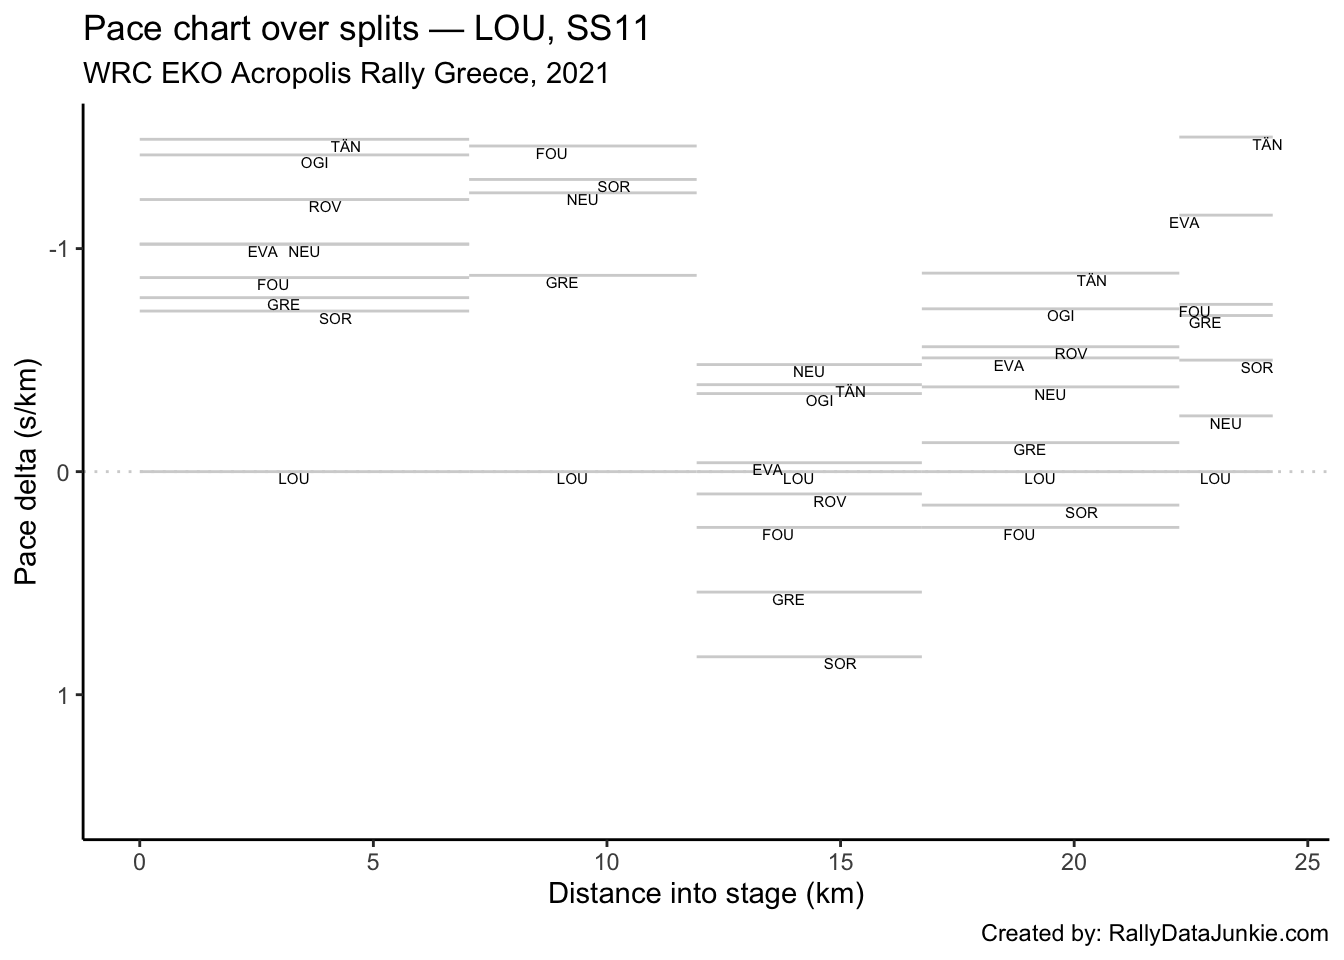 Pace chart over splits — LOU, SS11
WRC EKO Acropolis Rally Greece, 2021
Pace delta (s/km)
-1
0
1
TÄN
OGI
ROV
EVA NEU
FOU
GRE
SOR
LOU
FOU
SOR
NEU
GRE
LOU
NEU
TÄN
OGI
EVA
LOU
ROV
FOU
GRE
SOR
TÄN
OGI
ROV
EVA
NEU
GRE
LOU
SOR
FOU
TÄN
EVA
FOU
GRE
SOR
NEU
LOU
0 5 10 15 20 25
Distance into stage (km)
Created by: RallyDataJunkie.com